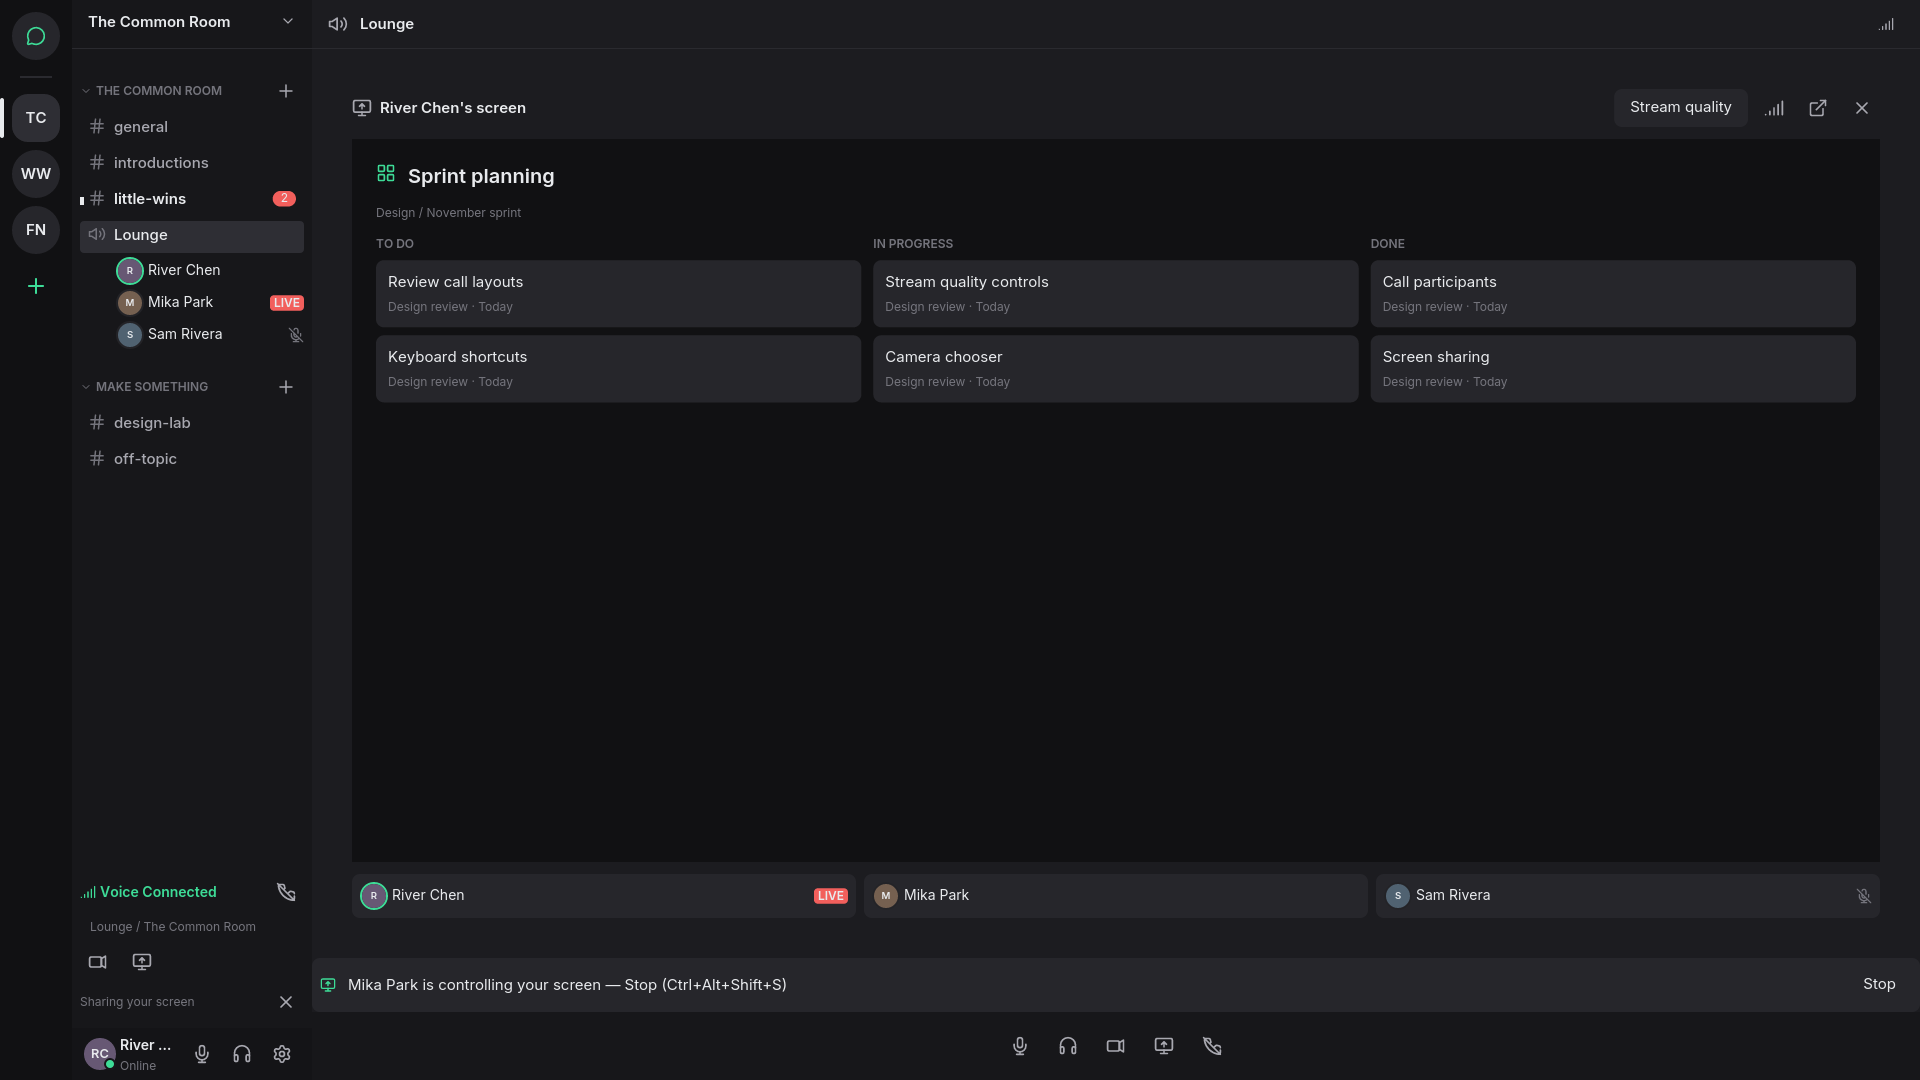 TC
WW
FN
The Common Room
THE COMMON ROOM
general
introductions
little-wins 2
Lounge
R River Chen
M Mika Park LIVE
S Sam Rivera
MAKE SOMETHING
design-lab
off-topic
Voice Connected
Lounge / The Common Room
Sharing your screen
RC River ...
Online
Lounge
River Chen's screen
Stream quality
Sprint planning
Design / November sprint
TO DO
Review call layouts
Design review · Today
Keyboard shortcuts
Design review · Today
IN PROGRESS
Stream quality controls
Design review · Today
Camera chooser
Design review · Today
DONE
Call participants
Design review · Today
Screen sharing
Design review · Today
R River Chen LIVE
M Mika Park
S Sam Rivera
Mika Park is controlling your screen — Stop (Ctrl+Alt+Shift+S)
Stop